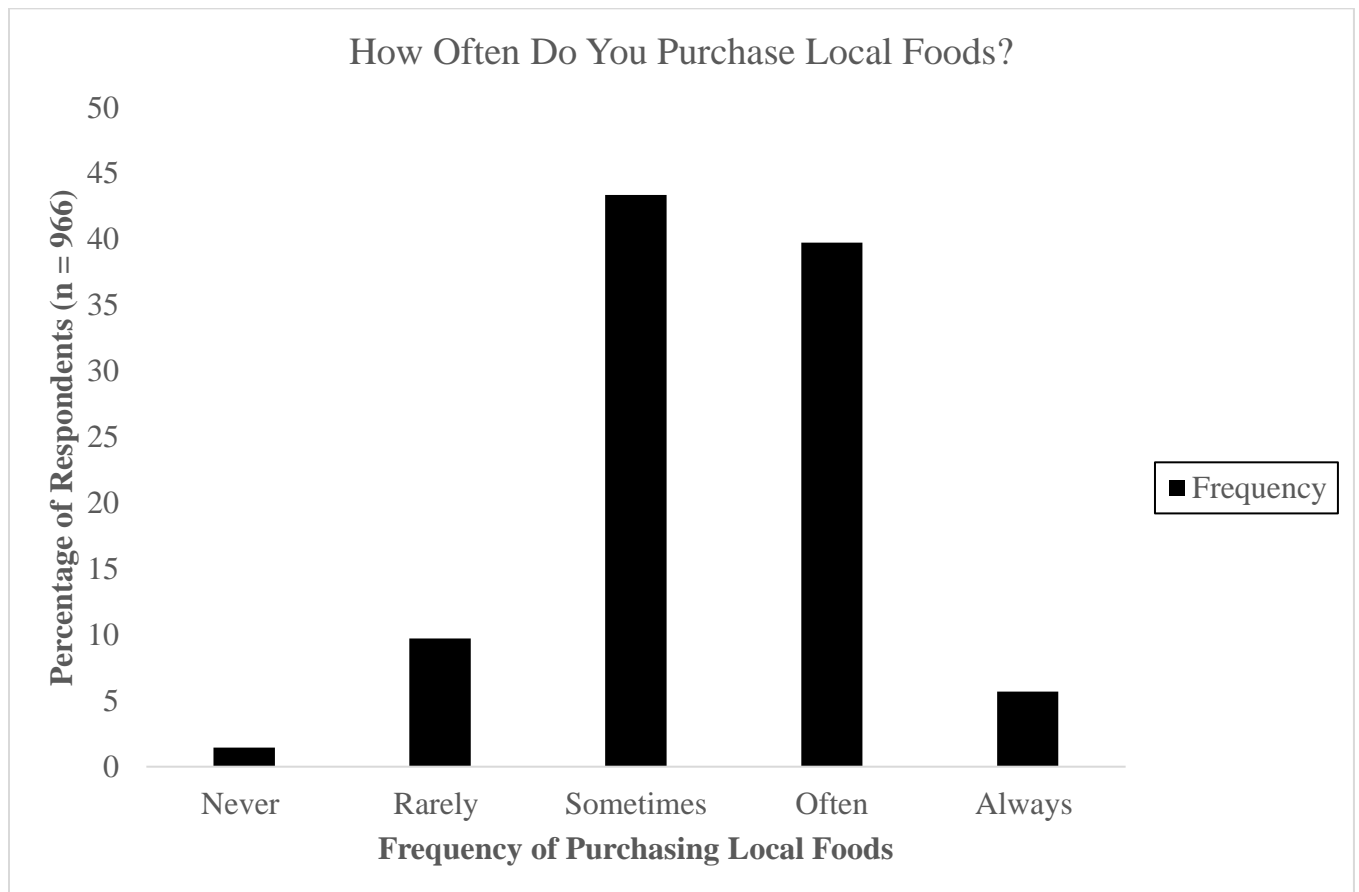 How Often Do You Purchase Local Foods?
Percentage of Respondents (n = 966)
50
45
40
35
30
25
20
15
10
5
0
Never Rarely Sometimes Often Always
Frequency of Purchasing Local Foods
Frequency